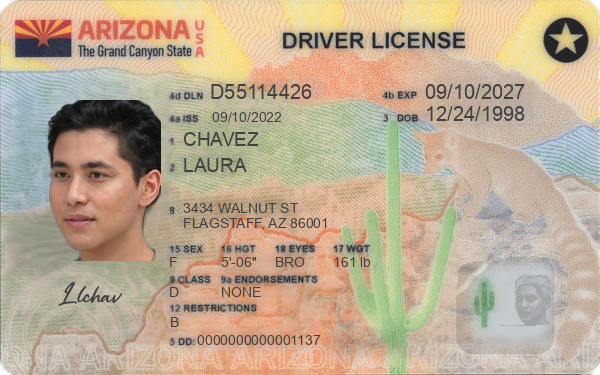 ARIZONA USA
The Grand Canyon State
DRIVER LICENSE
4d DLN D55114426
4b EXP 09/10/2027
4a ISS 09/10/2022
3 DOB 12/24/1998
1 CHAVEZ
2 LAURA
8 3434 WALNUT ST
FLAGSTAFF, AZ 86001
15 SEX 16 HGT 18 EYES 17 WGT
F 5'-06" BRO 161 lb
9 CLASS 9a ENDORSEMENTS
D NONE
12 RESTRICTIONS
B
5 DD: 0000000000001137
Llchav
ARIZONA ARIZONA ARIZONA ARIZONA